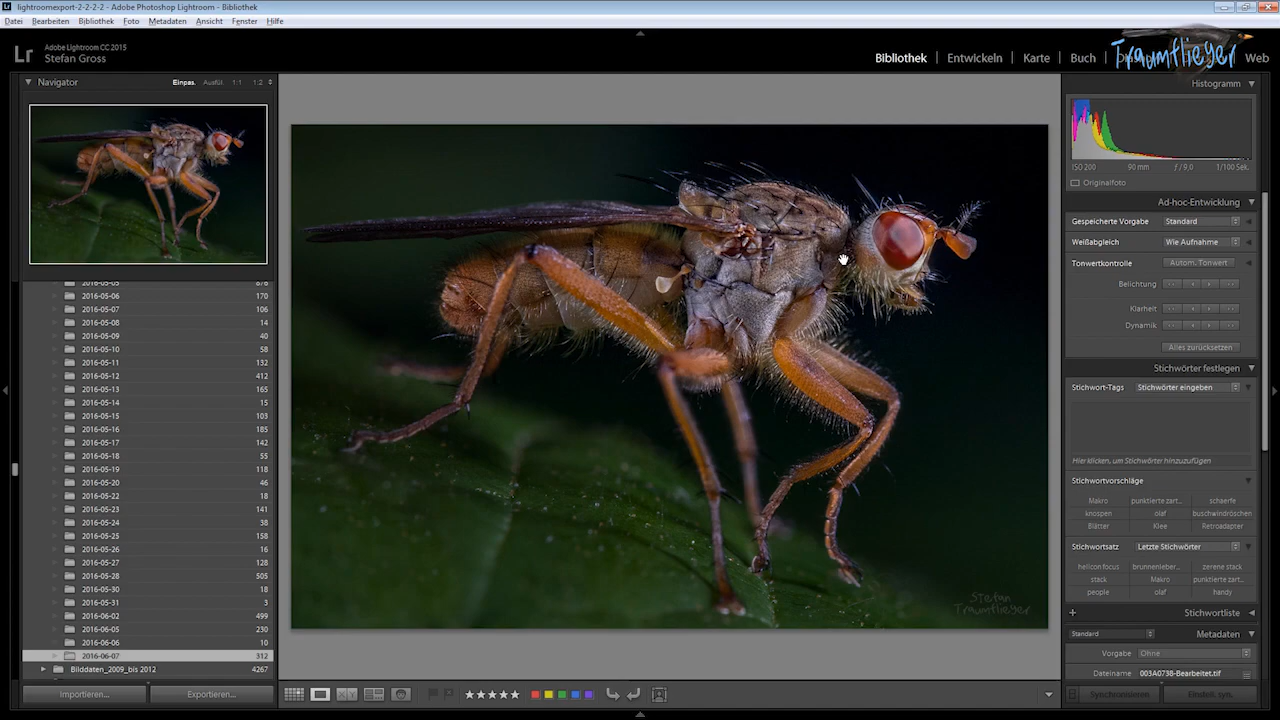 lightroomexport-2-2-2-2 - Adobe Photoshop Lightroom - Bibliothek
Datei Bearbeiten Bibliothek Foto Metadaten Ansicht Fenster Hilfe
Lr Adobe Lightroom CC 2015
Stefan Gross
Bibliothek | Entwickeln | Karte | Buch | Web
Traumflieger
Navigator Einpas. Ausfül. 1:1 1:2
2016-05-05 876
2016-05-06 170
2016-05-07 106
2016-05-08 14
2016-05-09 40
2016-05-10 58
2016-05-11 132
2016-05-12 412
2016-05-13 165
2016-05-14 15
2016-05-15 103
2016-05-16 185
2016-05-17 142
2016-05-18 55
2016-05-19 118
2016-05-20 46
2016-05-22 18
2016-05-23 141
2016-05-24 38
2016-05-25 158
2016-05-26 16
2016-05-27 128
2016-05-28 505
2016-05-30 18
2016-05-31 3
2016-06-02 499
2016-06-05 230
2016-06-06 10
2016-06-07 312
Bilddaten_2009_bis 2012 4267
Importieren... Exportieren...
Stefan
Traumflieger
Histogramm
ISO 200 90 mm f / 9,0 1/100 Sek.
Originalfoto
Ad-hoc-Entwicklung
Gespeicherte Vorgabe Standard
Weißabgleich Wie Aufnahme
Tonwertkontrolle Autom. Tonwert
Belichtung
Klarheit
Dynamik
Alles zurücksetzen
Stichwörter festlegen
Stichwort-Tags Stichwörter eingeben
Hier klicken, um Stichwörter hinzuzufügen
Stichwortvorschläge
Makro punktierte zart... schaerfe
knospen olaf buschwindröschen
Blätter Klee Retroadapter
Stichwortsatz Letzte Stichwörter
helicon focus brunnenleber... zerene stack
stack Makro punktierte zart...
people olaf handy
Stichwortliste
Standard Metadaten
Vorgabe Ohne
Dateiname 003A0738-Bearbeitet.tif
Synchronisieren Einstell. syn.